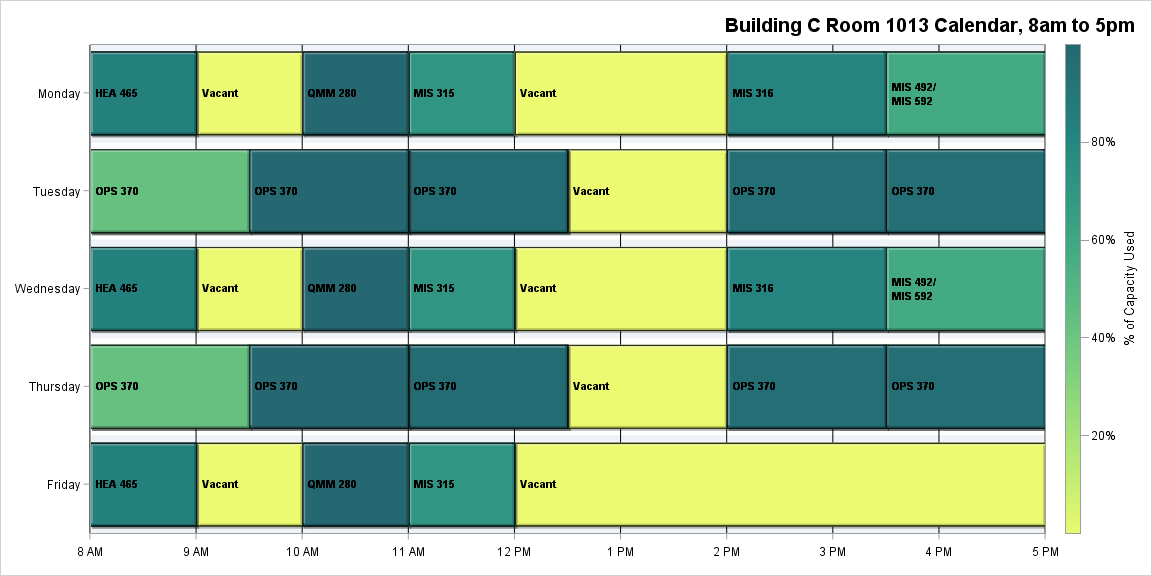 Building C Room 1013 Calendar, 8am to 5pm
Monday
HEA 465
Vacant
QMM 280
MIS 315
Vacant
MIS 316
MIS 492/
MIS 592
Tuesday
OPS 370
OPS 370
OPS 370
Vacant
OPS 370
OPS 370
Wednesday
HEA 465
Vacant
QMM 280
MIS 315
Vacant
MIS 316
MIS 492/
MIS 592
Thursday
OPS 370
OPS 370
OPS 370
Vacant
OPS 370
OPS 370
Friday
HEA 465
Vacant
QMM 280
MIS 315
Vacant
8 AM
9 AM
10 AM
11 AM
12 PM
1 PM
2 PM
3 PM
4 PM
5 PM
80%
60%
40%
20%
% of Capacity Used